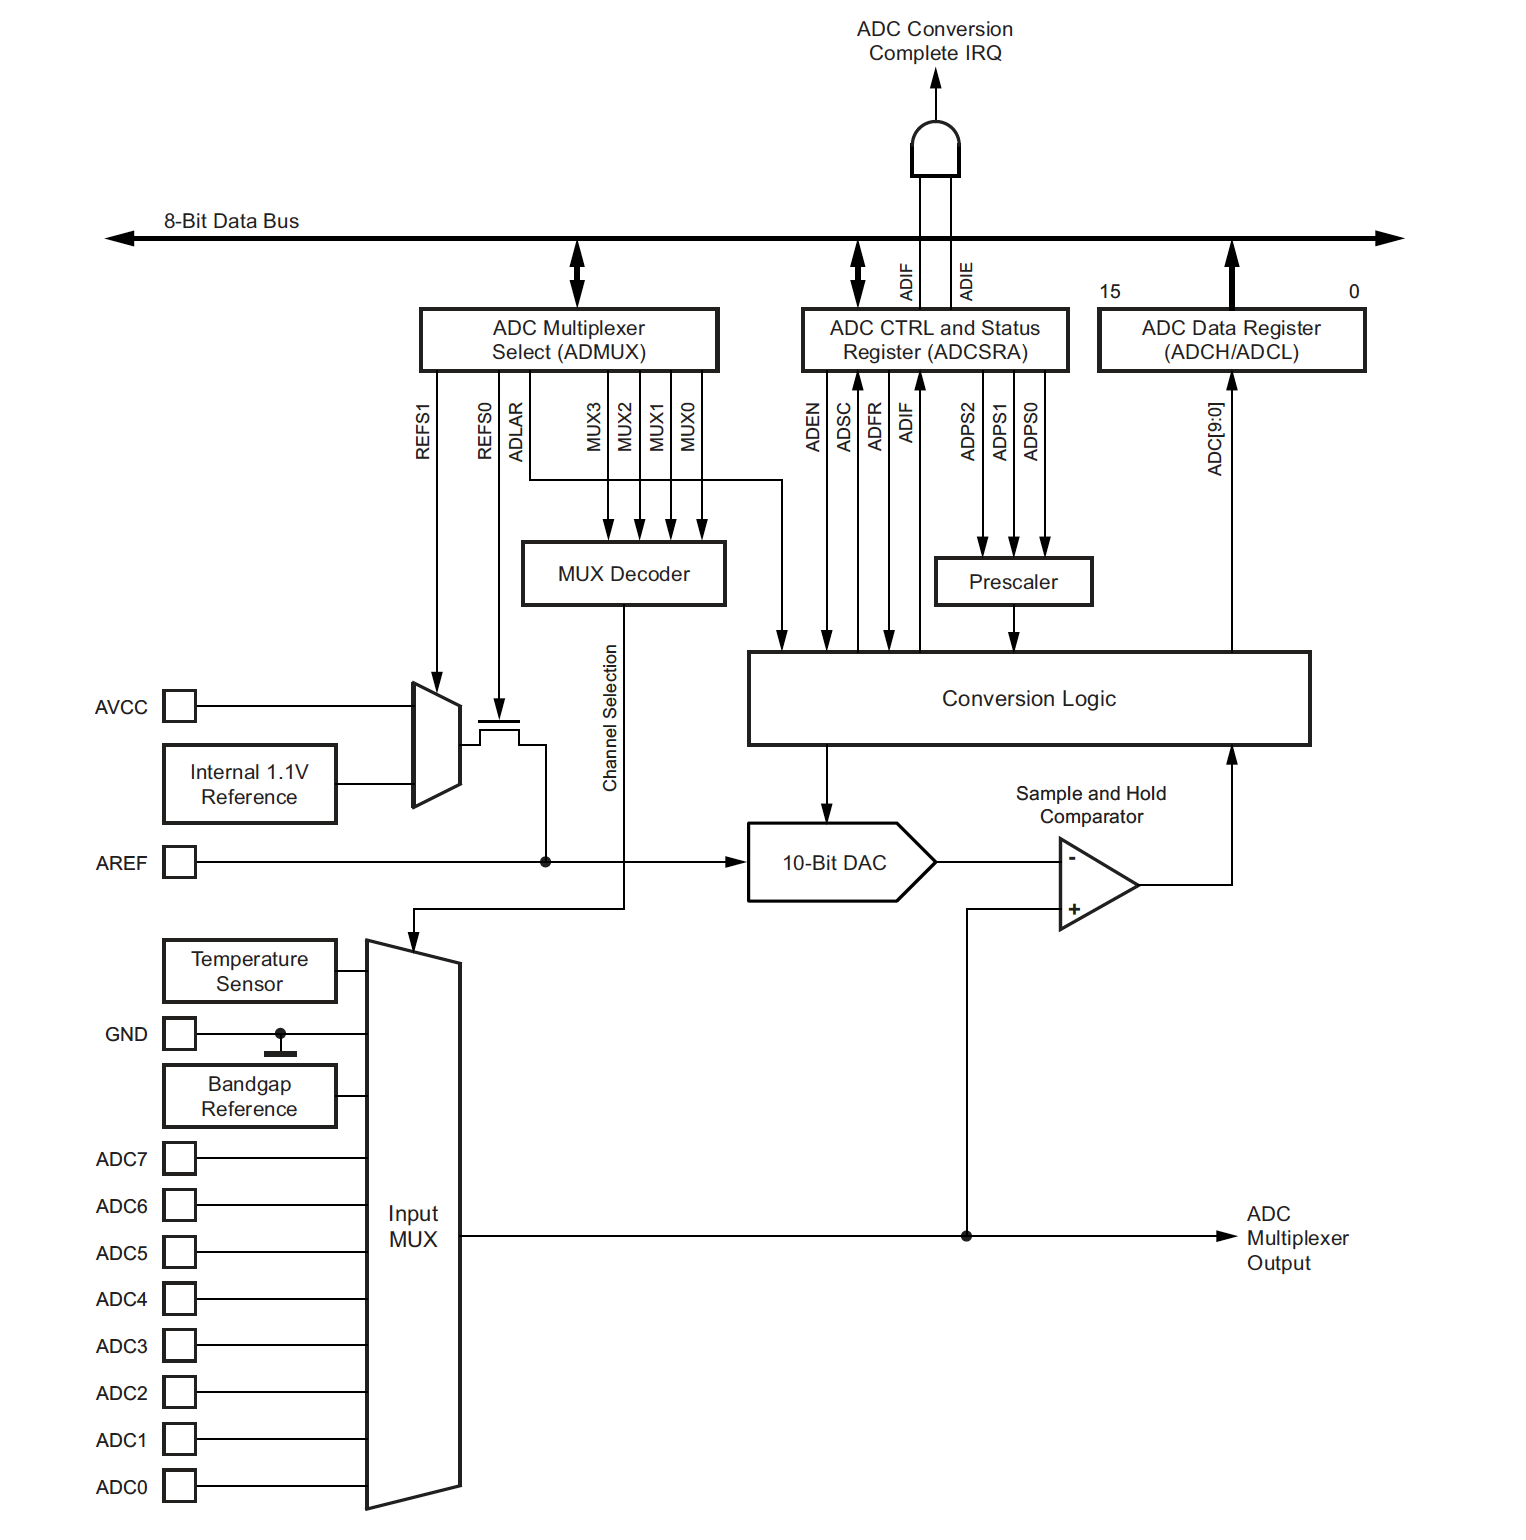 ADC Conversion
Complete IRQ
8-Bit Data Bus
ADIF
ADIE
15
0
ADC Multiplexer
Select (ADMUX)
ADC CTRL and Status
Register (ADCSRA)
ADC Data Register
(ADCH/ADCL)
REFS1
REFS0
ADLAR
MUX3
MUX2
MUX1
MUX0
ADEN
ADSC
ADFR
ADIF
ADPS2
ADPS1
ADPS0
ADC[9:0]
MUX Decoder
Prescaler
Channel Selection
Conversion Logic
AVCC
Internal 1.1V
Reference
Sample and Hold
Comparator
AREF
10-Bit DAC
-
+
Temperature
Sensor
GND
Bandgap
Reference
ADC7
ADC6
ADC5
ADC4
ADC3
ADC2
ADC1
ADC0
Input
MUX
ADC
Multiplexer
Output